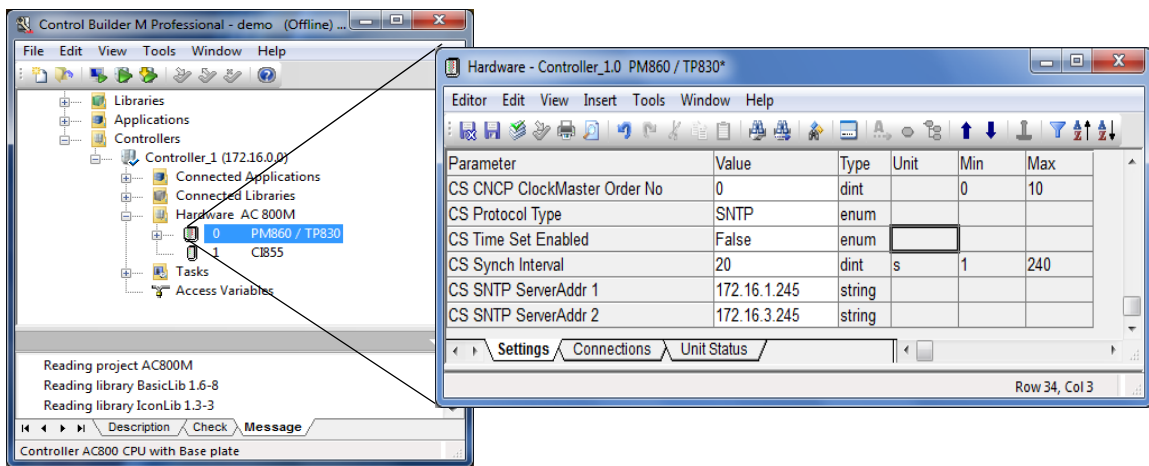 Control Builder M Professional - demo (Offline) ...
File Edit View Tools Window Help
Libraries
Applications
Controllers
Controller_1 (172.16.0.0)
Connected Applications
Connected Libraries
Hardware AC 800M
0 PM860 / TP830
1 CI855
Tasks
Access Variables
Reading project AC800M
Reading library BasicLib 1.6-8
Reading library IconLib 1.3-3
Description Check Message
Controller AC800 CPU with Base plate
Hardware - Controller_1.0 PM860 / TP830*
Editor Edit View Insert Tools Window Help
Parameter Value Type Unit Min Max
CS CNCP ClockMaster Order No 0 dint 0 10
CS Protocol Type SNTP enum
CS Time Set Enabled False enum
CS Synch Interval 20 dint s 1 240
CS SNTP ServerAddr 1 172.16.1.245 string
CS SNTP ServerAddr 2 172.16.3.245 string
Settings Connections Unit Status
Row 34, Col 3